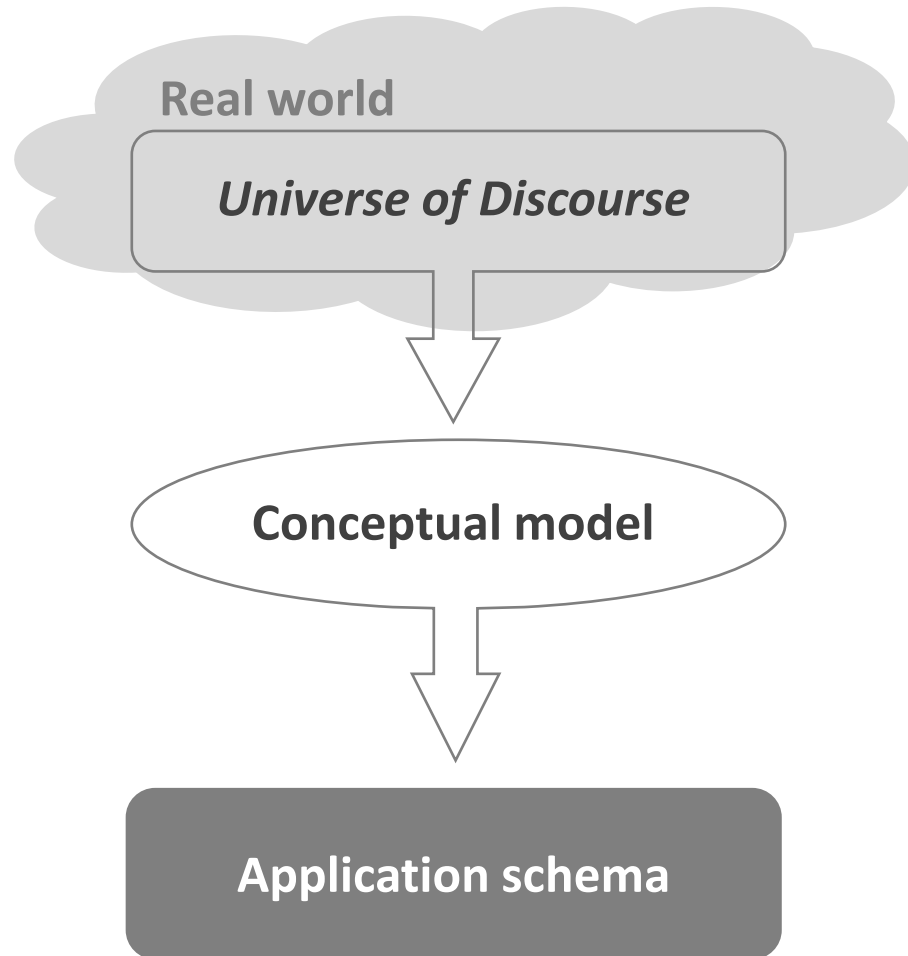 Real world
Universe of Discourse
Conceptual model
Application schema